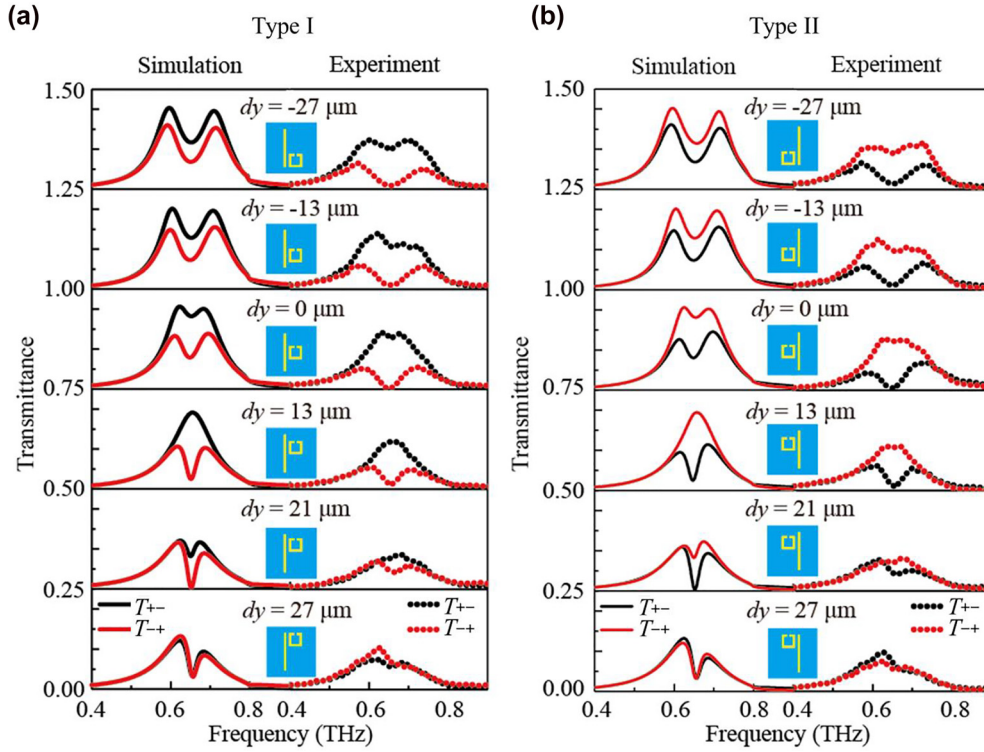 (a)
Type I
Simulation Experiment
1.50
dy = -27 μm
1.25
dy = -13 μm
1.00
dy = 0 μm
0.75
dy = 13 μm
0.50
dy = 21 μm
0.25
dy = 27 μm
T+−
T−+
T+−
T−+
0.00
Transmittance
0.4 0.6 0.4 0.6 0.8
0.8
Frequency (THz)
(b)
Type II
Simulation Experiment
1.50
dy = -27 μm
1.25
dy = -13 μm
1.00
dy = 0 μm
0.75
dy = 13 μm
0.50
dy = 21 μm
0.25
dy = 27 μm
T+−
T−+
T+−
T−+
0.00
Transmittance
0.4 0.6 0.8 0.4 0.6 0.8
Frequency (THz)